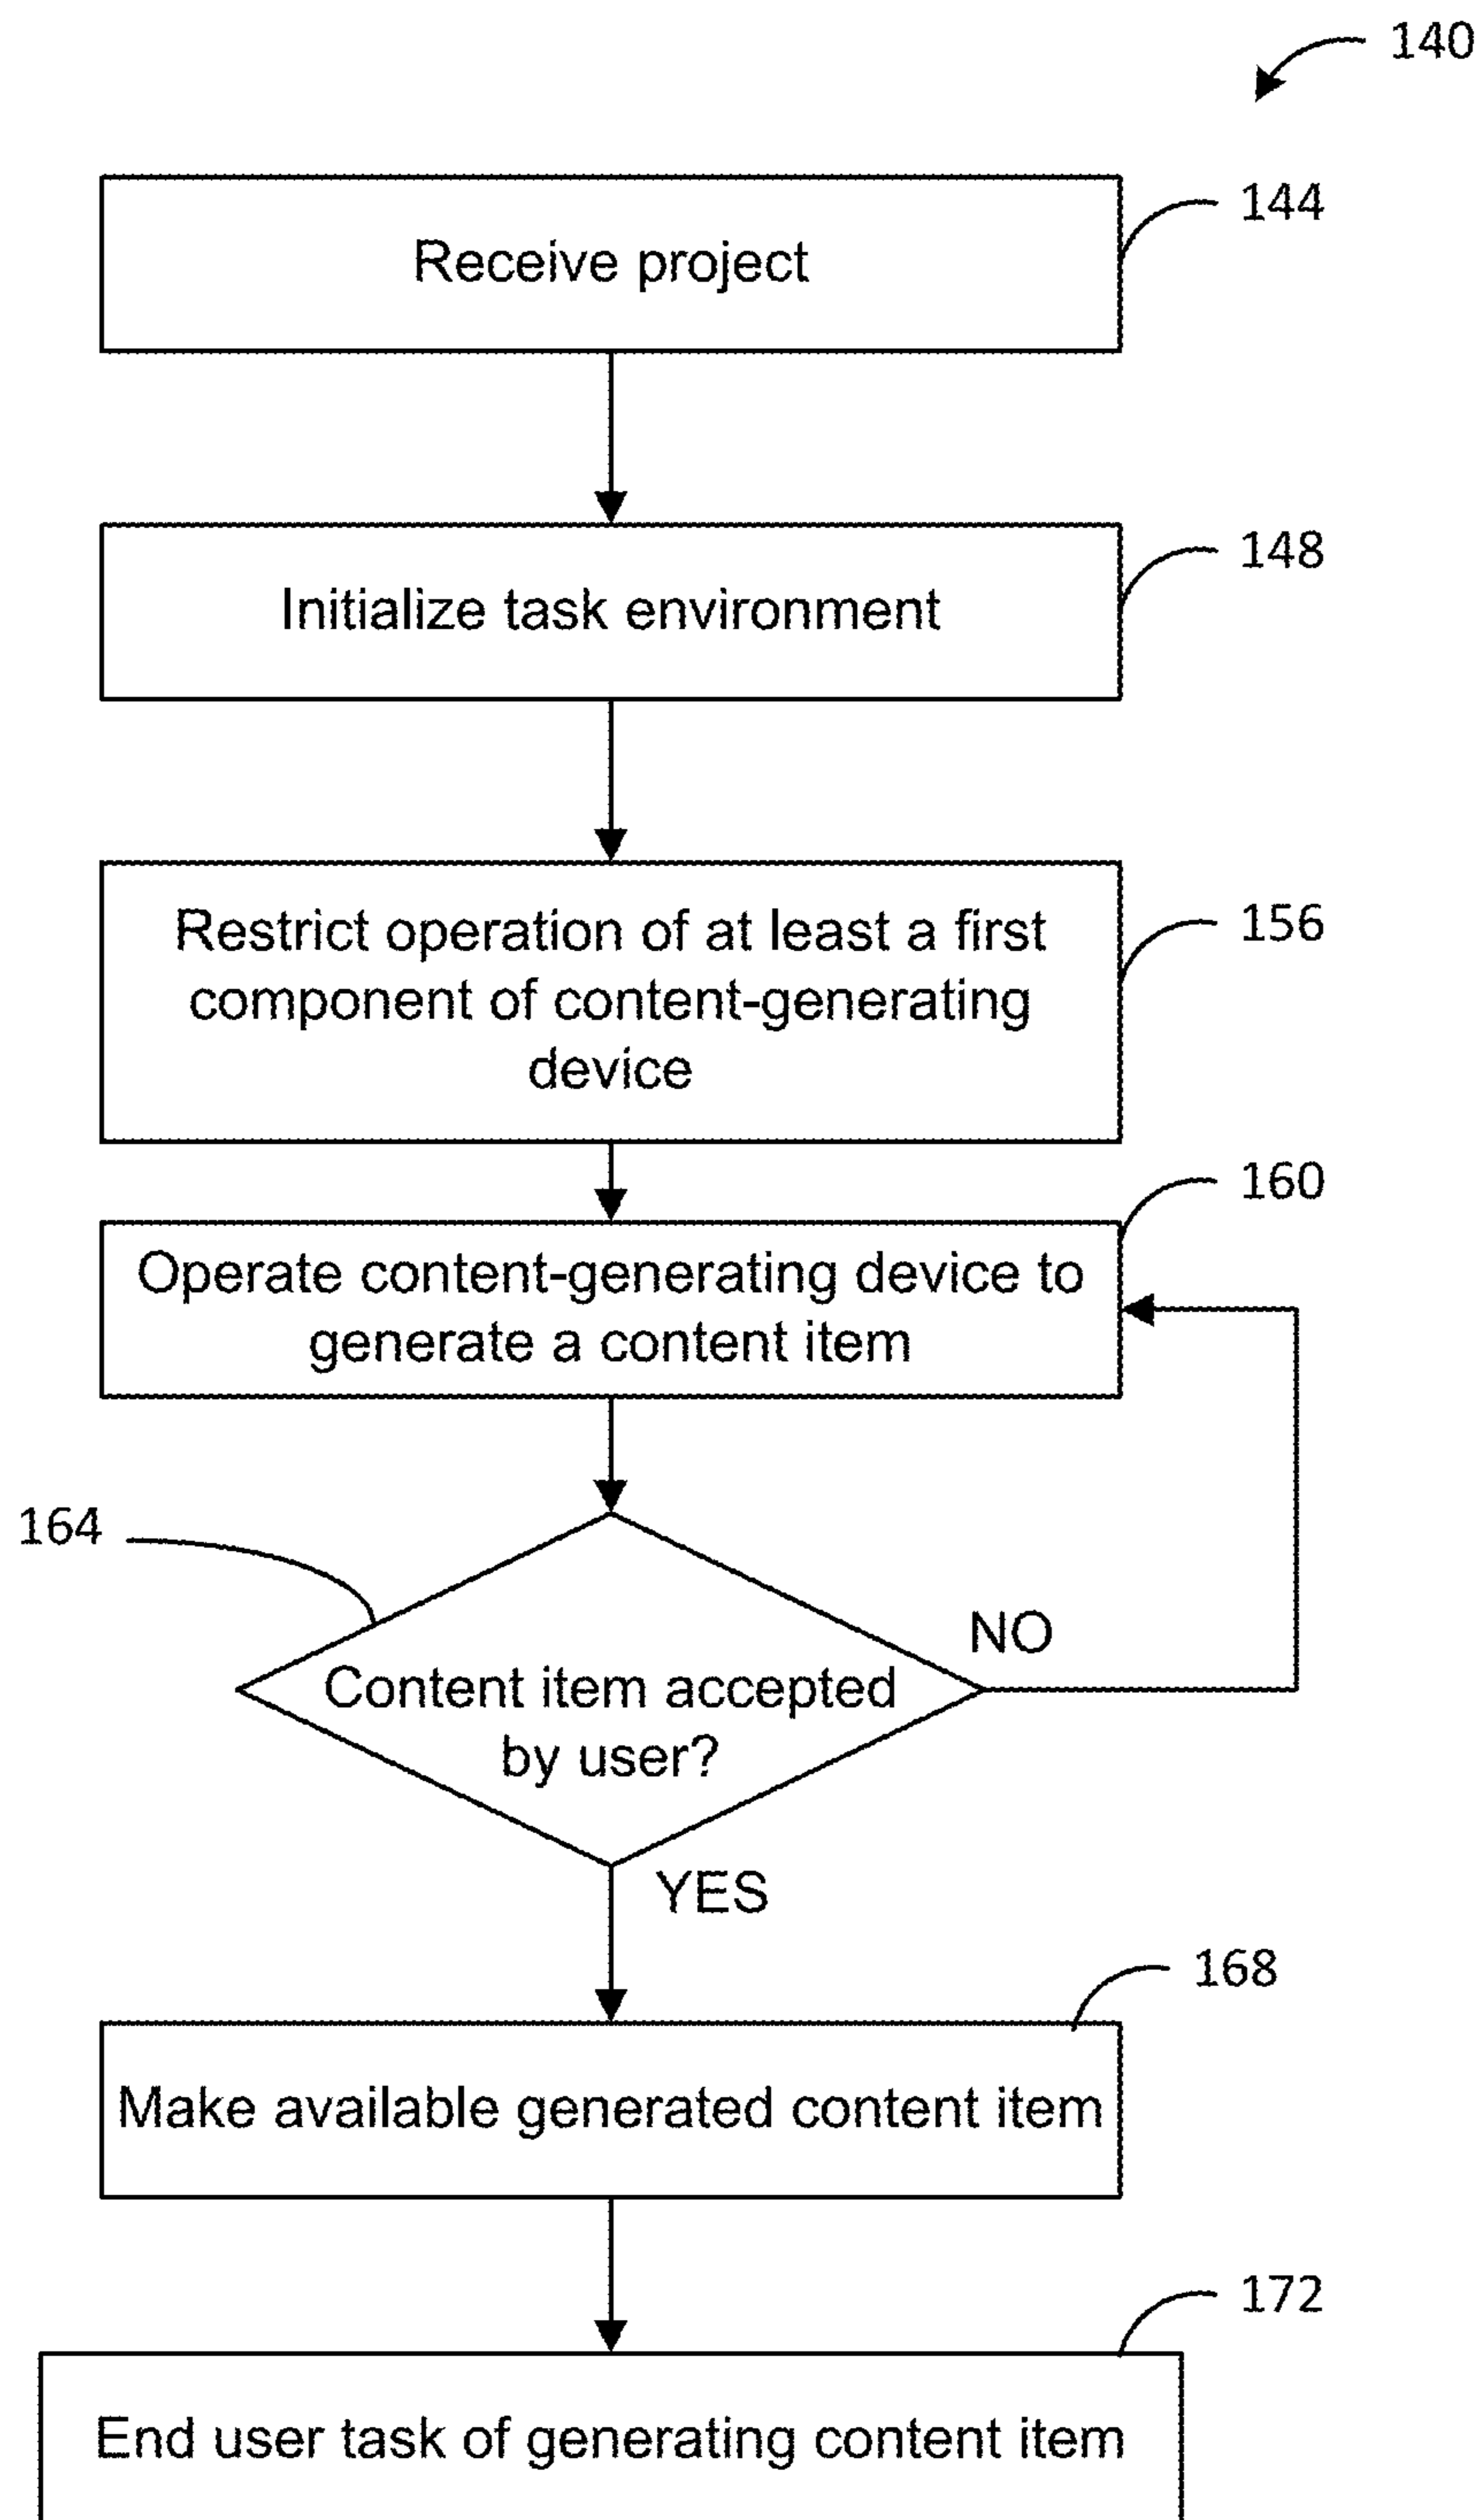 140
Receive project
144
Initialize task environment
148
Restrict operation of at least a first
component of content-generating
device
156
160
Operate content-generating device to
generate a content item
164
NO
Content item accepted
by user?
YES
168
Make available generated content item
172
End user task of generating content item